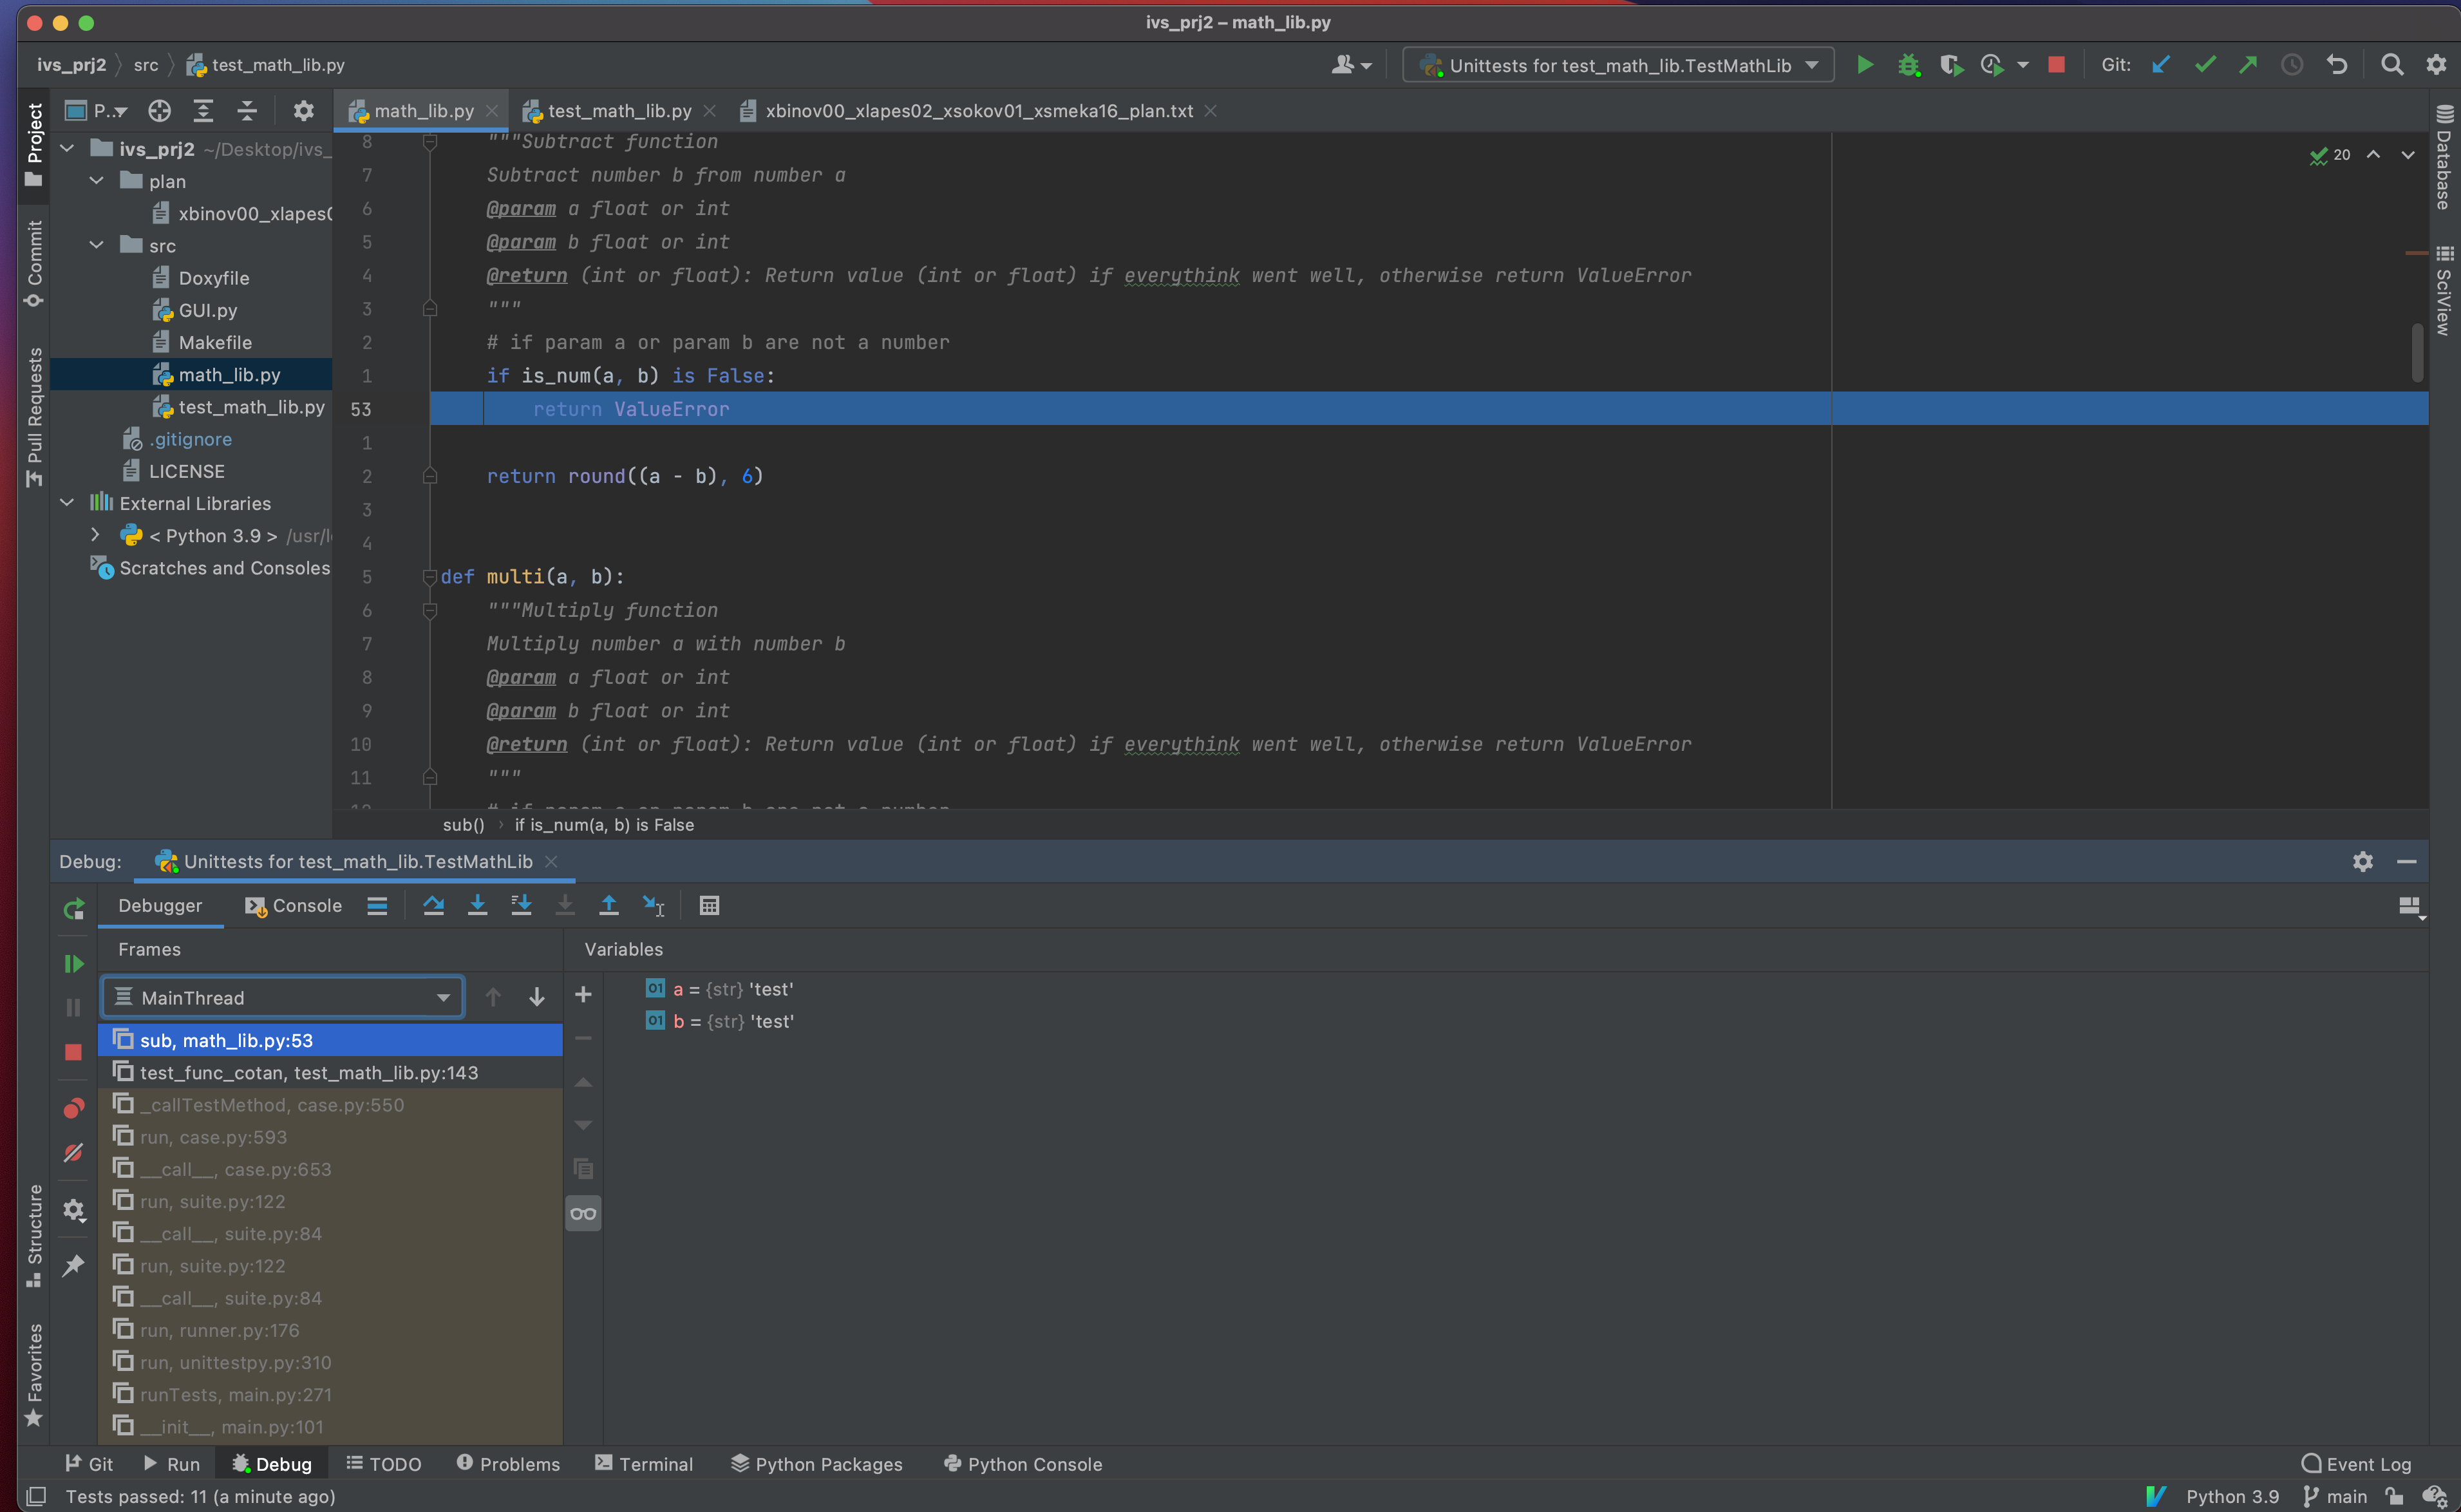 ivs_prj2 – math_lib.py
ivs_prj2 src test_math_lib.py
Unittests for test_math_lib.TestMathLib
Git:
Project
Commit
Pull Requests
Structure
Favorites
P..
ivs_prj2 ~/Desktop/ivs_
plan
xbinov00_xlapes0
src
Doxyfile
GUI.py
Makefile
math_lib.py
test_math_lib.py
.gitignore
LICENSE
External Libraries
< Python 3.9 > /usr/l
Scratches and Consoles
math_lib.py test_math_lib.py xbinov00_xlapes02_xsokov01_xsmeka16_plan.txt
20
8 """Subtract function
7 Subtract number b from number a
6 @param a float or int
5 @param b float or int
4 @return (int or float): Return value (int or float) if everythink went well, otherwise return ValueError
3 """
2 # if param a or param b are not a number
1 if is_num(a, b) is False:
53 return ValueError
1
2 return round((a - b), 6)
3
4
5 def multi(a, b):
6 """Multiply function
7 Multiply number a with number b
8 @param a float or int
9 @param b float or int
10 @return (int or float): Return value (int or float) if everythink went well, otherwise return ValueError
11 """
12 # if param a or param b are not a number
sub() if is_num(a, b) is False
Database
SciView
Debug: Unittests for test_math_lib.TestMathLib
Debugger Console
Frames
MainThread
sub, math_lib.py:53
test_func_cotan, test_math_lib.py:143
_callTestMethod, case.py:550
run, case.py:593
__call__, case.py:653
run, suite.py:122
__call__, suite.py:84
run, suite.py:122
__call__, suite.py:84
run, runner.py:176
run, unittestpy.py:310
runTests, main.py:271
__init__, main.py:101
Variables
01 a = {str} 'test'
01 b = {str} 'test'
Git Run Debug TODO Problems Terminal Python Packages Python Console Event Log
Tests passed: 11 (a minute ago) Python 3.9 main